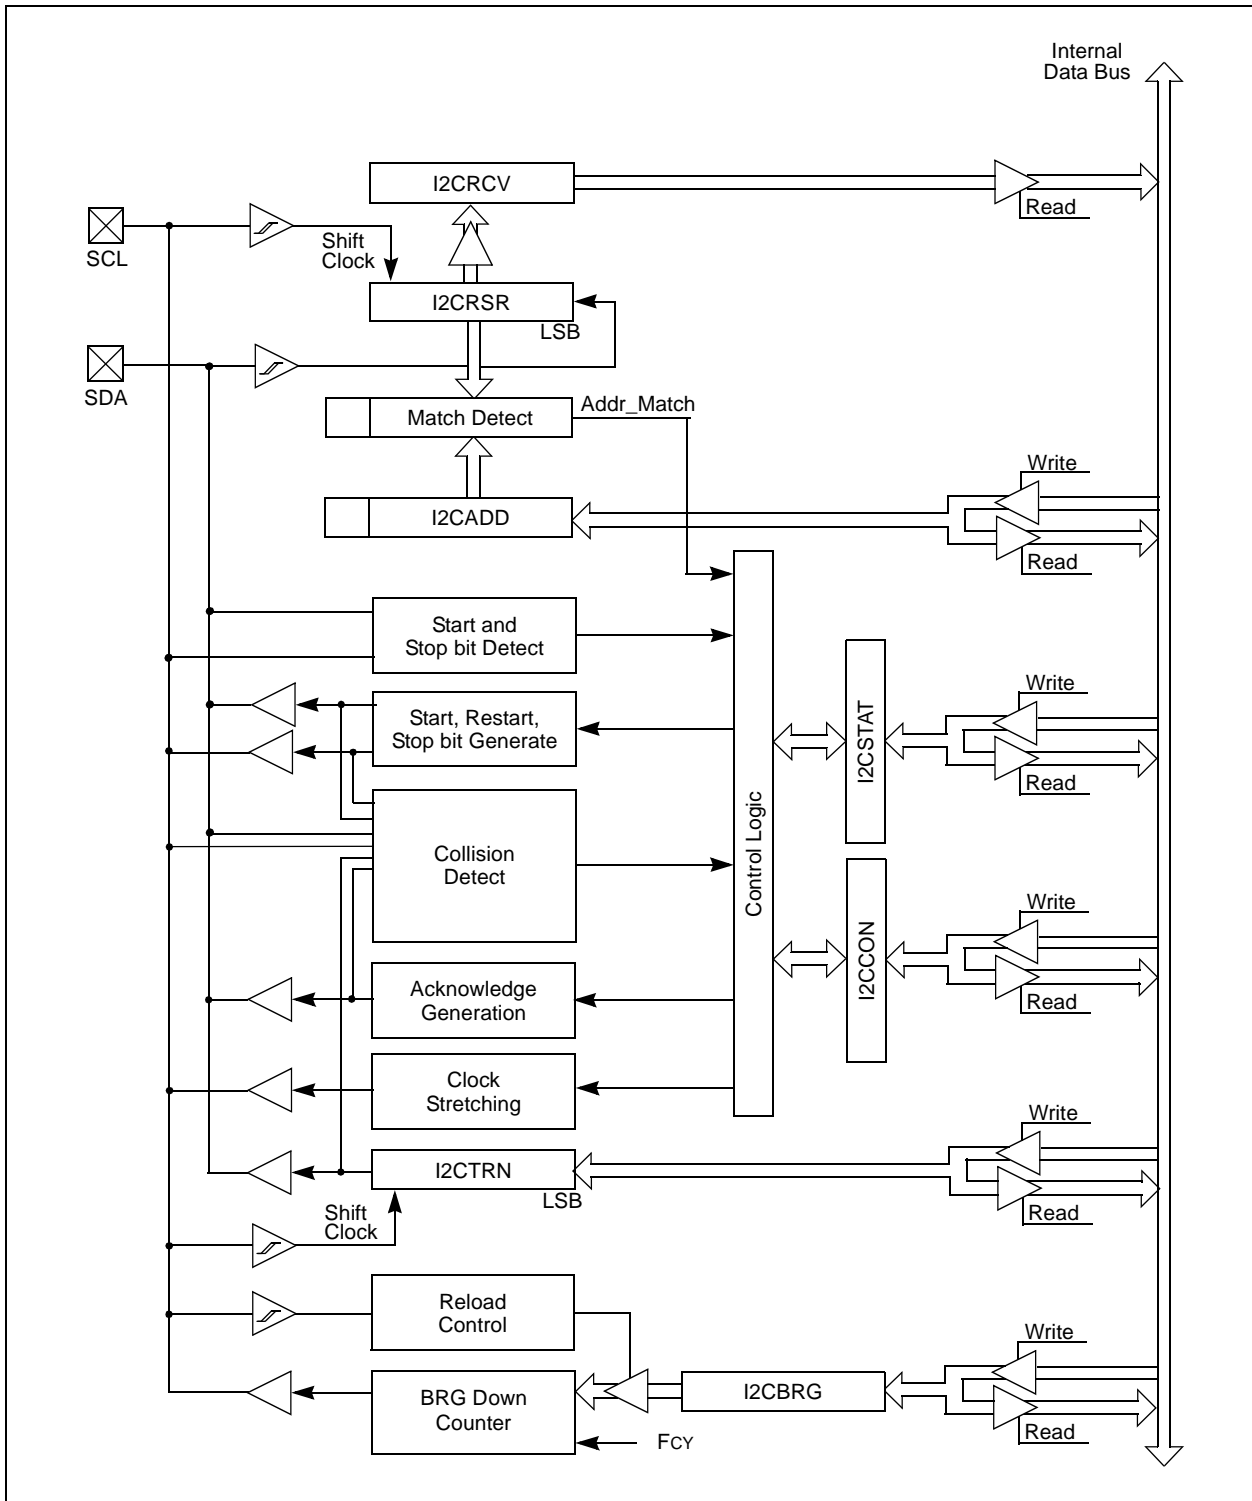 Internal
Data Bus
I2CRCV
Read
SCL
Shift
Clock
I2CRSR
LSB
SDA
Match Detect
Addr_Match
Write
I2CADD
Read
Start and
Stop bit Detect
Write
Start, Restart,
Stop bit Generate
I2CSTAT
Read
Control Logic
Collision
Detect
Write
I2CCON
Acknowledge
Generation
Read
Clock
Stretching
Write
I2CTRN
LSB
Shift
Clock
Read
Reload
Control
Write
BRG Down
Counter
I2CBRG
Read
FCY